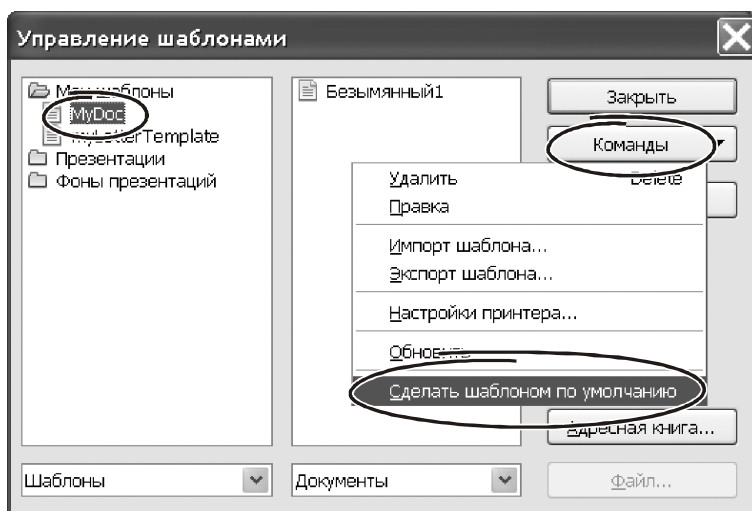 Управление шаблонами
Мои шаблоны
MyDoc
myLetterTemplate
Презентации
Фоны презентаций
Безымянный1
Закрыть
Команды
Удалить Delete
Правка
Импорт шаблона...
Экспорт шаблона...
Настройки принтера...
Обновить
Сделать шаблоном по умолчанию
Адресная книга...
Шаблоны
Документы
Файл...